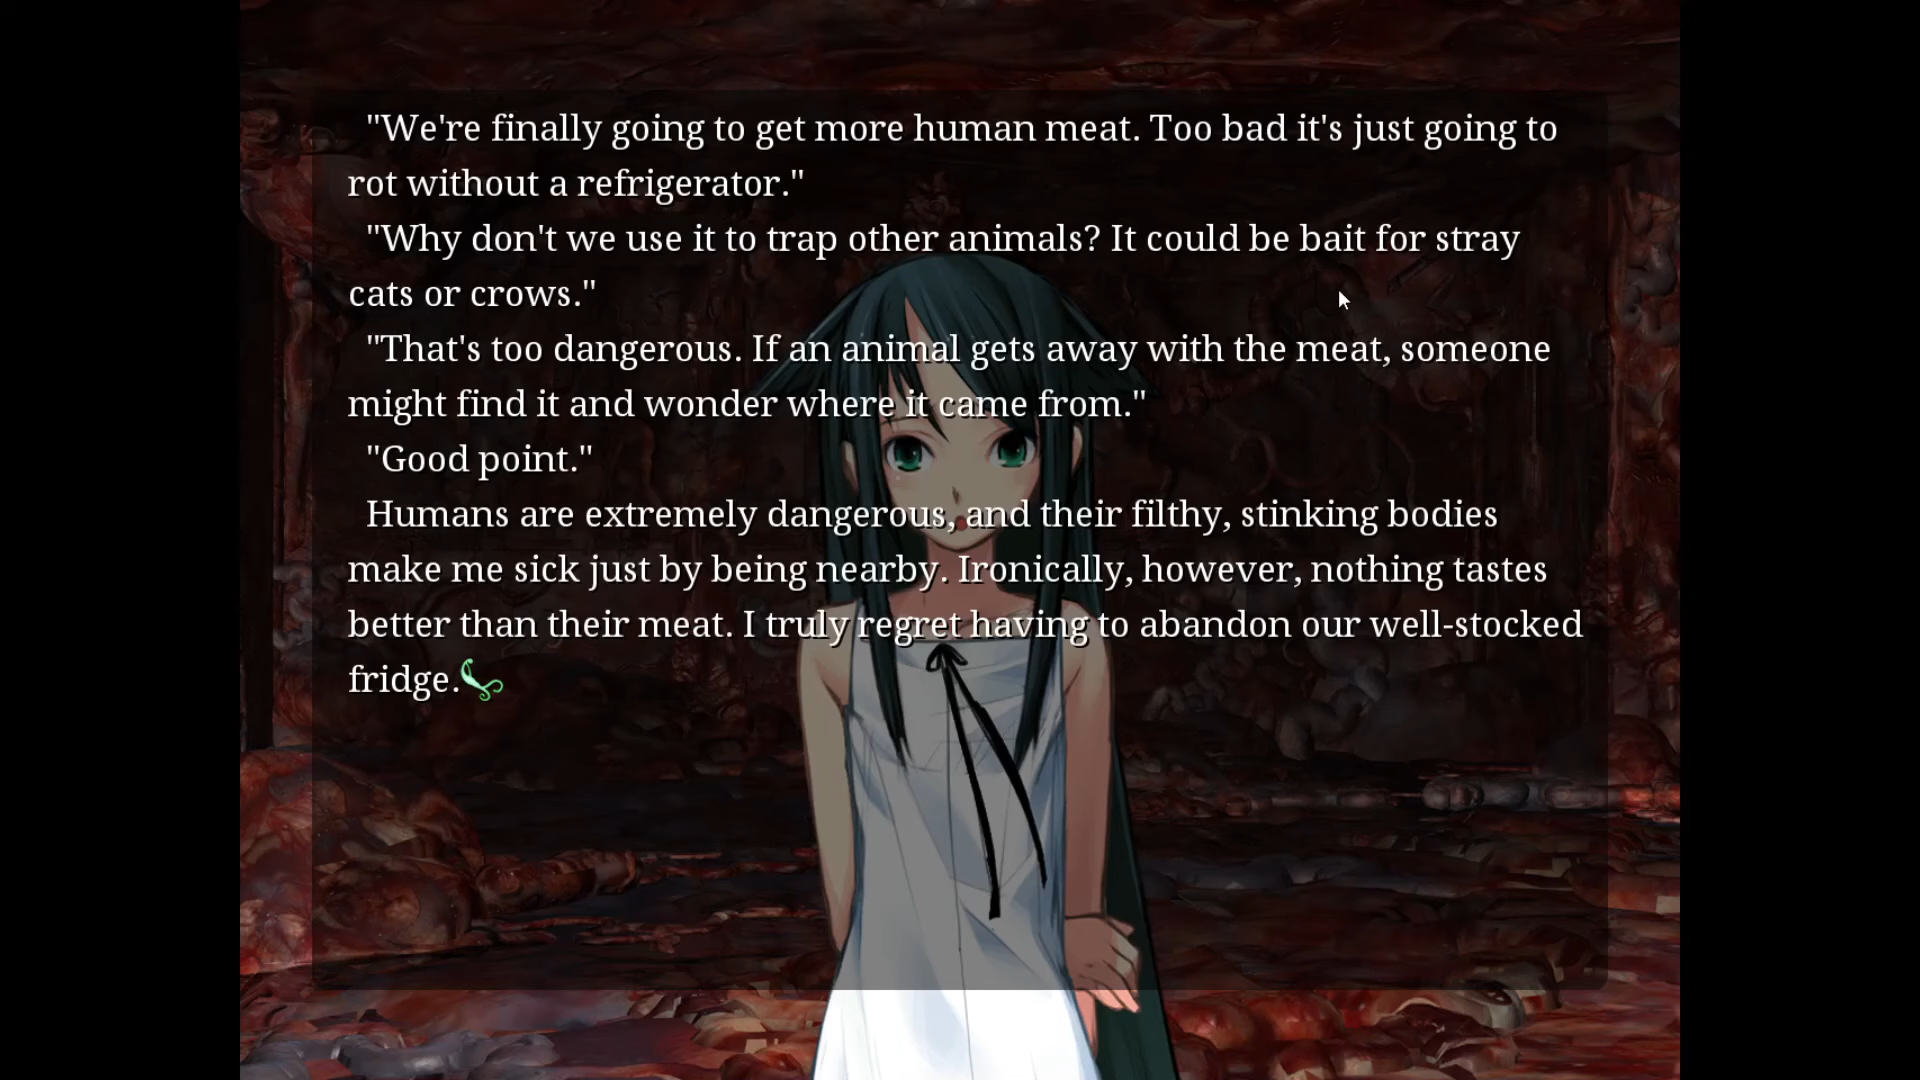 "We're finally going to get more human meat. Too bad it's just going to
rot without a refrigerator."
"Why don't we use it to trap other animals? It could be bait for stray
cats or crows."
"That's too dangerous. If an animal gets away with the meat, someone
might find it and wonder where it came from."
"Good point."
Humans are extremely dangerous, and their filthy, stinking bodies
make me sick just by being nearby. Ironically, however, nothing tastes
better than their meat. I truly regret having to abandon our well-stocked
fridge.